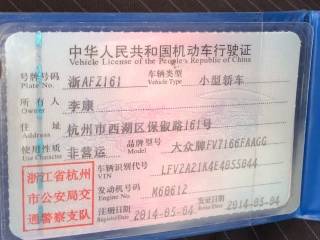 中华人民共和国机动车行驶证
Vehicle License of the People's Republic of China
号牌号码 浙AFZ161 车辆类型 小型轿车
Plate No. Vehicle Type
所有人 李康
Owner
住址 杭州市西湖区保俶路161号
Address
使用性质 非营运 品牌型号 大众牌FV7166FAAGG
Use Character Model
浙江省杭州市公安局交通警察支队
车辆识别代号 LFV2A21K4E4855044
VIN
发动机号码 M60612
Engine No.
注册日期 2014-05-04 发证日期 2014-05-04
Register Date Issue Date